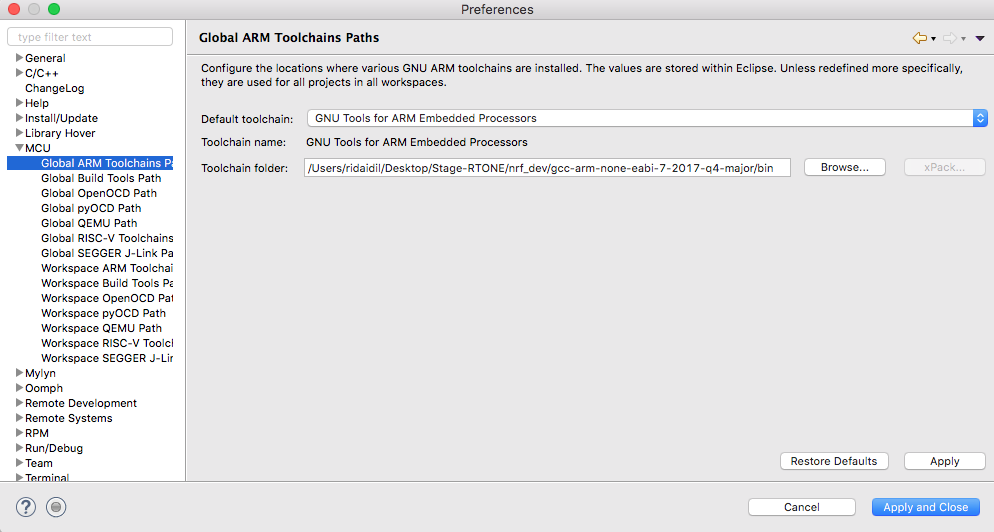 Preferences
type filter text
General
C/C++
ChangeLog
Help
Install/Update
Library Hover
MCU
Global ARM Toolchains Pa
Global Build Tools Path
Global OpenOCD Path
Global pyOCD Path
Global QEMU Path
Global RISC-V Toolchains
Global SEGGER J-Link Pa
Workspace ARM Toolchai
Workspace Build Tools Pa
Workspace OpenOCD Pat
Workspace pyOCD Path
Workspace QEMU Path
Workspace RISC-V Toolcl
Workspace SEGGER J-Lir
Mylyn
Oomph
Remote Development
Remote Systems
RPM
Run/Debug
Team
Terminal
Global ARM Toolchains Paths
Configure the locations where various GNU ARM toolchains are installed. The values are stored within Eclipse. Unless redefined more specifically,
they are used for all projects in all workspaces.
Default toolchain: GNU Tools for ARM Embedded Processors
Toolchain name: GNU Tools for ARM Embedded Processors
Toolchain folder: /Users/ridaidil/Desktop/Stage-RTONE/nrf_dev/gcc-arm-none-eabi-7-2017-q4-major/bin Browse... xPack...
Restore Defaults Apply
? Cancel Apply and Close